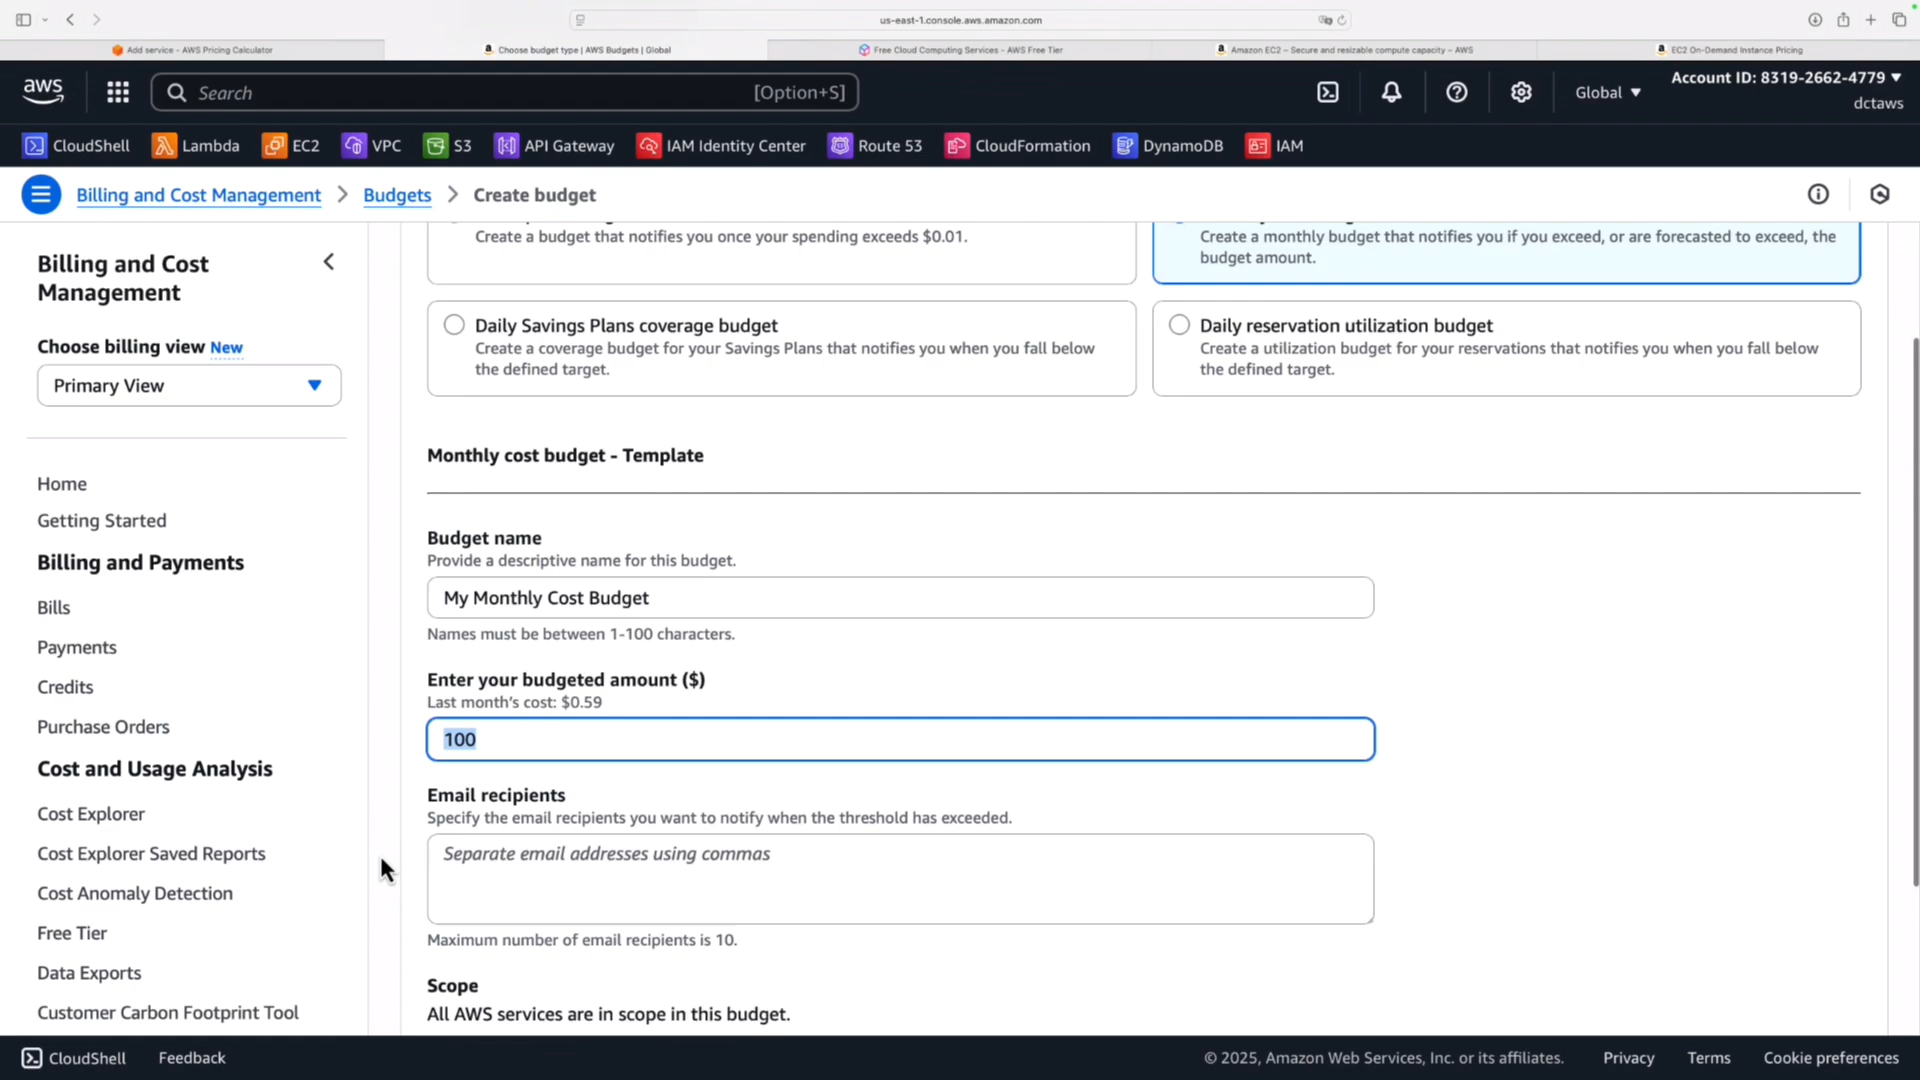 us-east-1.console.aws.amazon.com
Add service - AWS Pricing Calculator
Choose budget type | AWS Budgets | Global
Free Cloud Computing Services - AWS Free Tier
Amazon EC2 – Secure and resizable compute capacity – AWS
EC2 On-Demand Instance Pricing
aws
Search
[Option+S]
Global
Account ID: 8319-2662-4779
dctaws
CloudShell
Lambda
EC2
VPC
S3
API Gateway
IAM Identity Center
Route 53
CloudFormation
DynamoDB
IAM
Billing and Cost Management
Budgets
Create budget
Billing and Cost
Management
Choose billing view New
Primary View
Home
Getting Started
Billing and Payments
Bills
Payments
Credits
Purchase Orders
Cost and Usage Analysis
Cost Explorer
Cost Explorer Saved Reports
Cost Anomaly Detection
Free Tier
Data Exports
Customer Carbon Footprint Tool
Create a budget that notifies you once your spending exceeds $0.01.
Create a monthly budget that notifies you if you exceed, or are forecasted to exceed, the
budget amount.
Daily Savings Plans coverage budget
Create a coverage budget for your Savings Plans that notifies you when you fall below
the defined target.
Daily reservation utilization budget
Create a utilization budget for your reservations that notifies you when you fall below
the defined target.
Monthly cost budget - Template
Budget name
Provide a descriptive name for this budget.
My Monthly Cost Budget
Names must be between 1-100 characters.
Enter your budgeted amount ($)
Last month's cost: $0.59
100
Email recipients
Specify the email recipients you want to notify when the threshold has exceeded.
Separate email addresses using commas
Maximum number of email recipients is 10.
Scope
All AWS services are in scope in this budget.
CloudShell
Feedback
© 2025, Amazon Web Services, Inc. or its affiliates.
Privacy
Terms
Cookie preferences